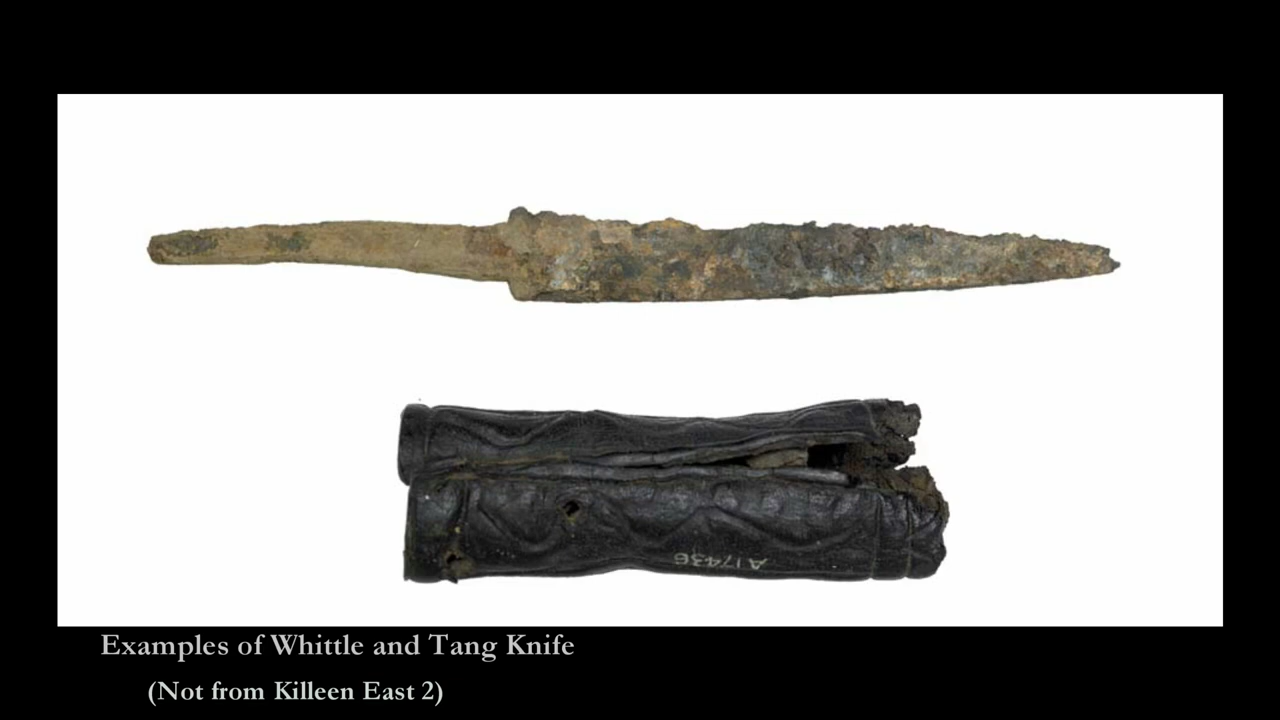 A17436
Examples of Whittle and Tang Knife
(Not from Killeen East 2)